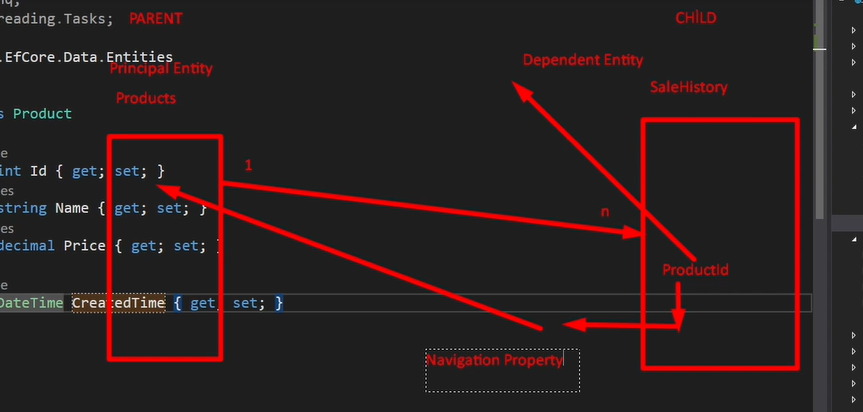 reading.Tasks;
PARENT
CHİLD
.EfCore.Data.Entities
Principal Entity
Dependent Entity
Products
SaleHistory
s Product
1
int Id { get; set; }
es
string Name { get; set; }
n
es
decimal Price { get; set; }
ProductId
e
DateTime CreatedTime { get; set; }
Navigation Property